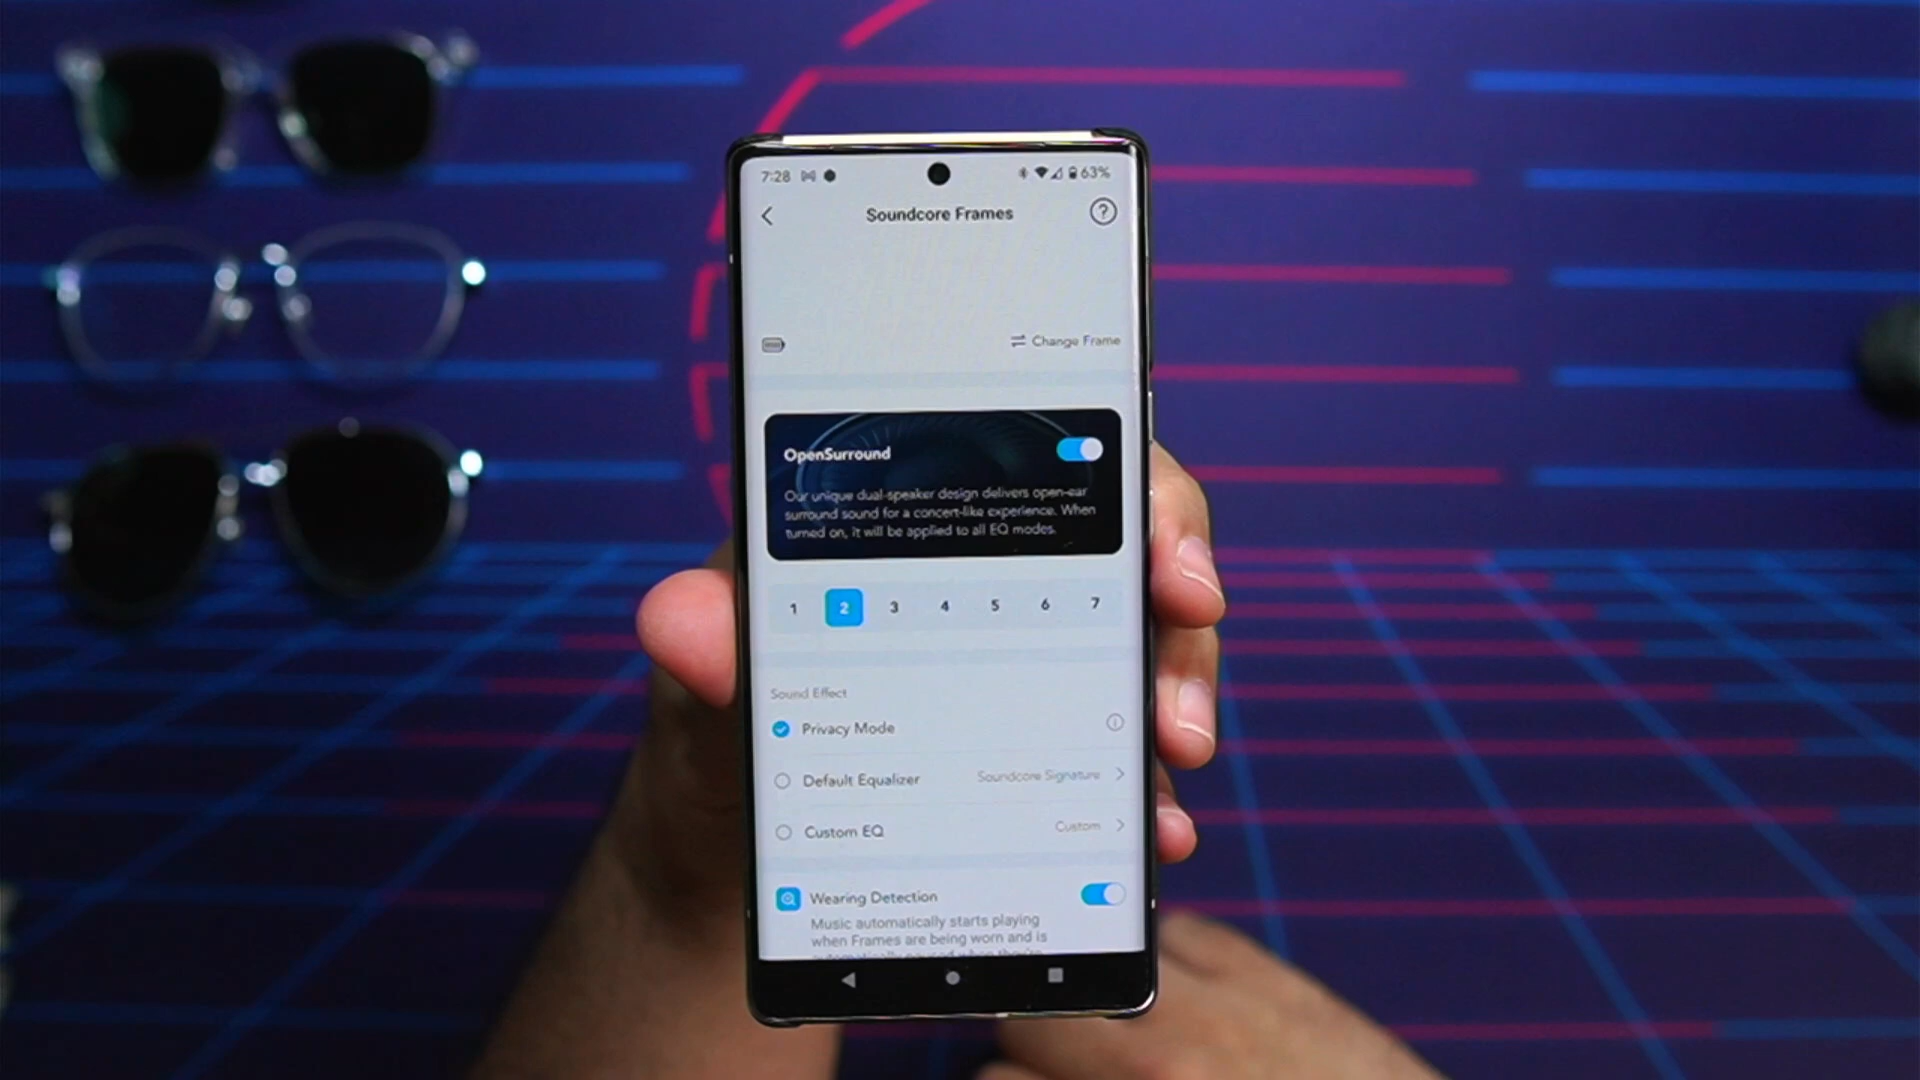 7:28 63%
Soundcore Frames
Change Frame
OpenSurround
Our unique dual-speaker design delivers open-ear
surround sound for a concert-like experience. When
turned on, it will be applied to all EQ modes.
1 2 3 4 5 6 7
Sound Effect
Privacy Mode
Default Equalizer Soundcore Signature
Custom EQ Custom
Wearing Detection
Music automatically starts playing
when Frames are being worn and is